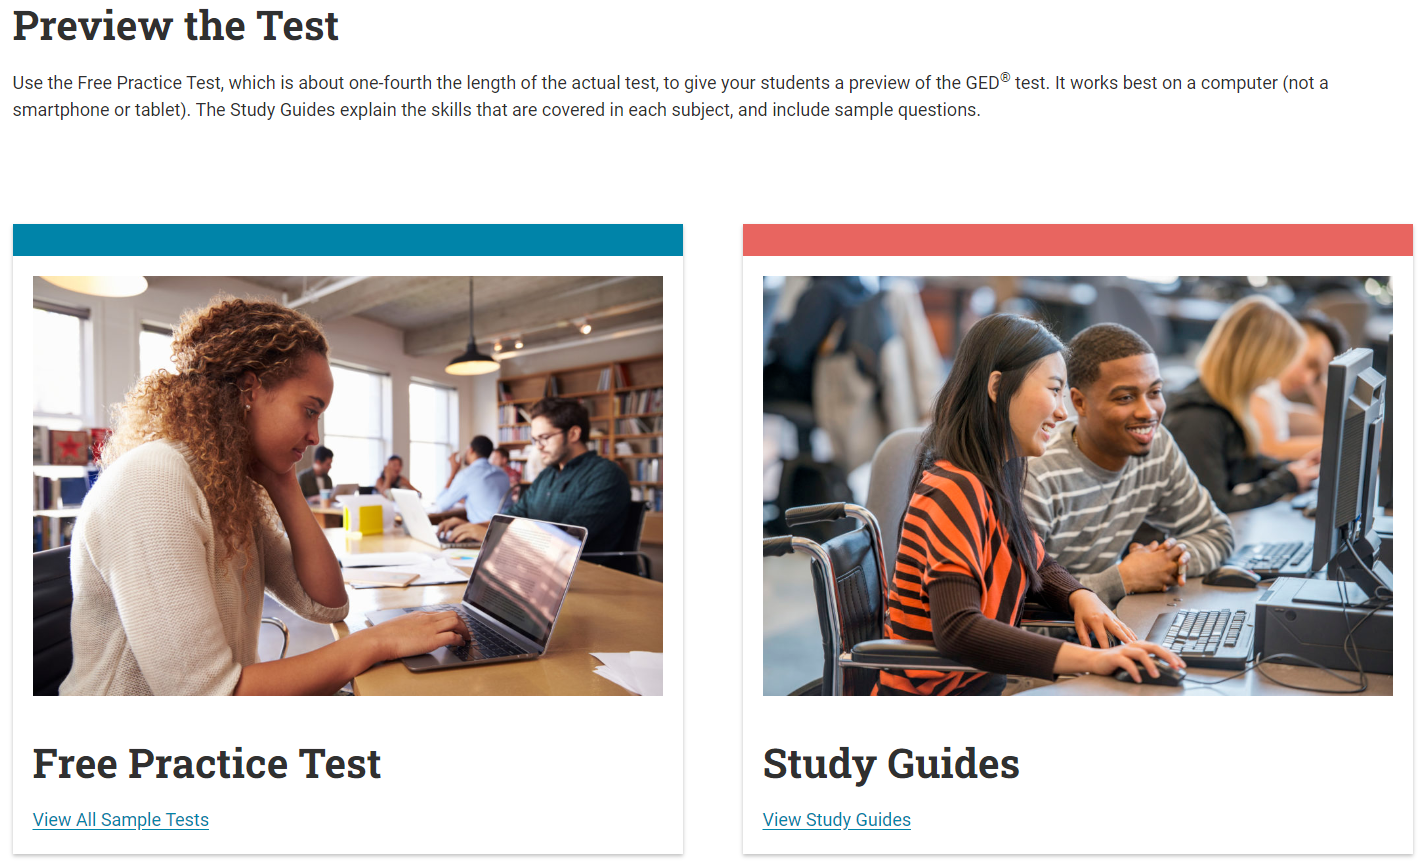 Preview the Test
Use the Free Practice Test, which is about one-fourth the length of the actual test, to give your students a preview of the GED® test. It works best on a computer (not a
smartphone or tablet). The Study Guides explain the skills that are covered in each subject, and include sample questions.
Free Practice Test
Study Guides
View All Sample Tests
View Study Guides